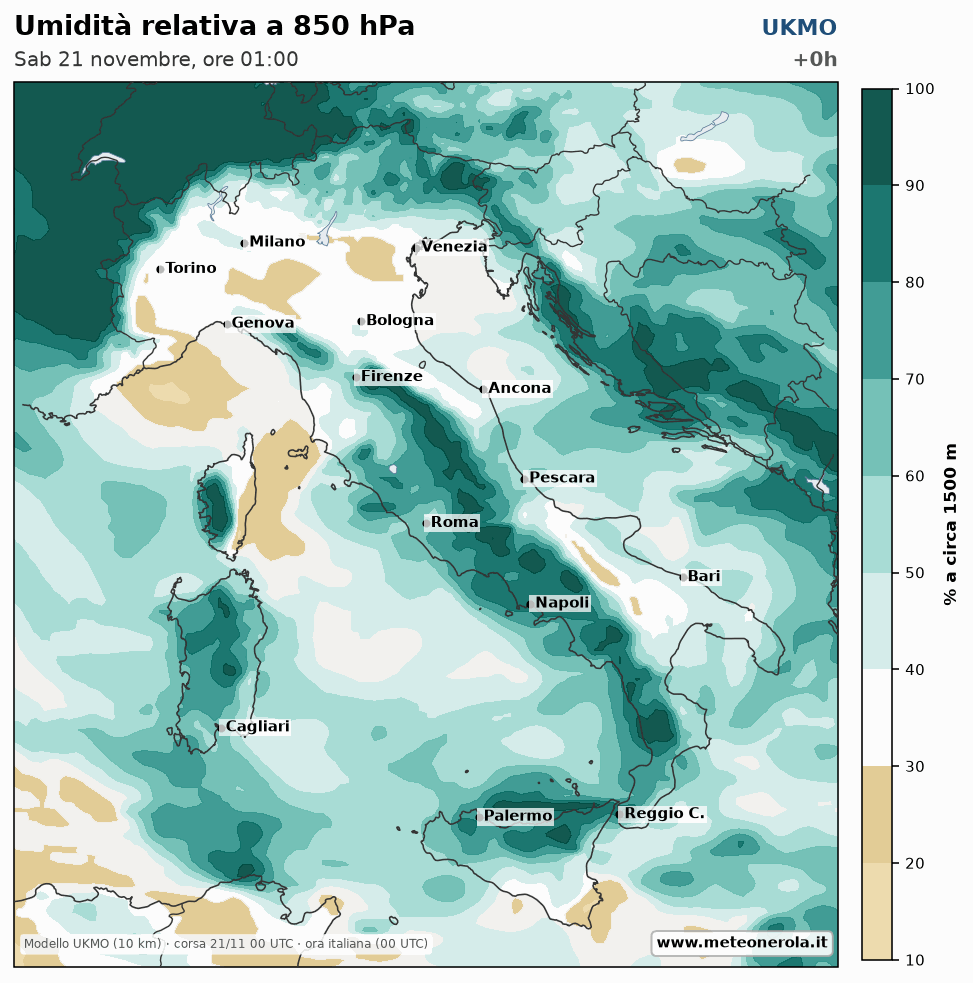 Umidità relativa a 850 hPa
UKMO
Sab 21 novembre, ore 01:00
+0h
100
90
80
70
60
50
40
30
20
10
% a circa 1500 m
Milano
Venezia
Torino
Genova
Bologna
Firenze
Ancona
Pescara
Roma
Bari
Napoli
Cagliari
Palermo
Reggio C.
Modello UKMO (10 km) · corsa 21/11 00 UTC · ora italiana (00 UTC)
www.meteonerola.it